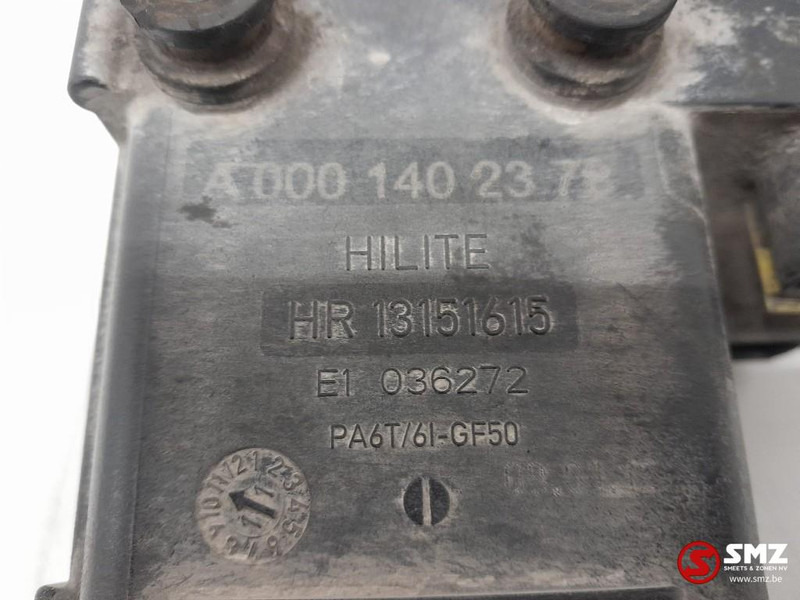 A 000 140 23 78
HILITE
HR 13151615
E1 036272
PA6T/6I-GF50
SMZ
SMEETS & ZONEN NV
www.smz.be